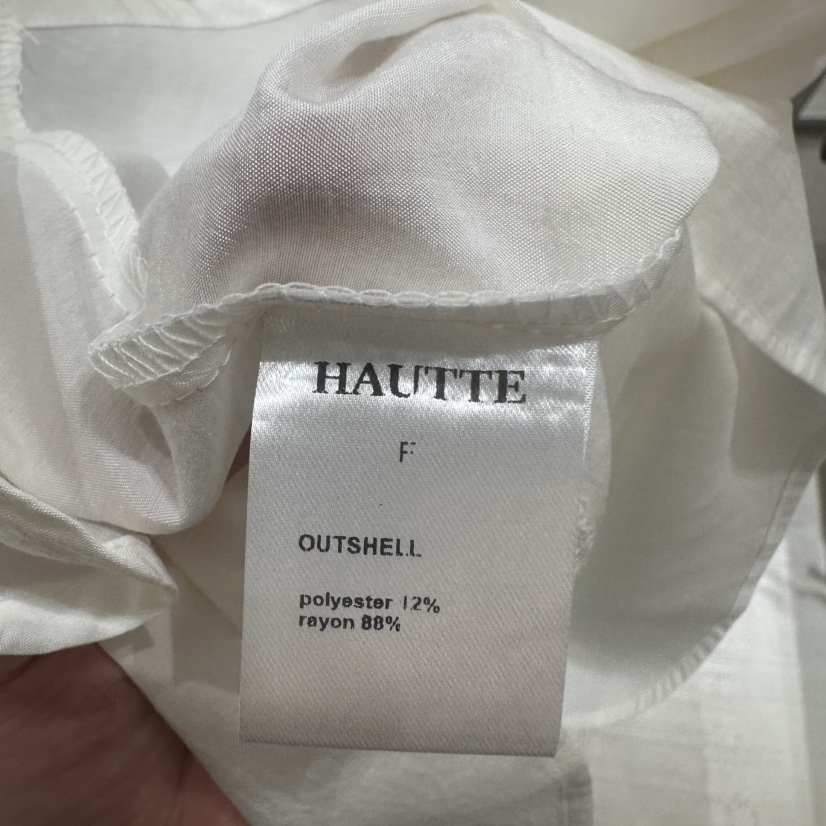 HAUTTE
F
OUTSHELL
polyester 12%
rayon 88%